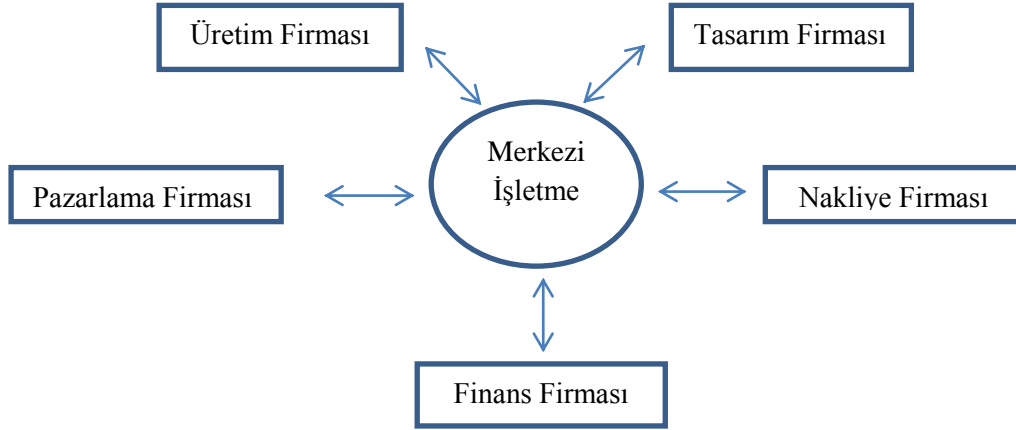 Üretim Firması
Tasarım Firması
Merkezi
İşletme
Pazarlama Firması
Nakliye Firması
Finans Firması